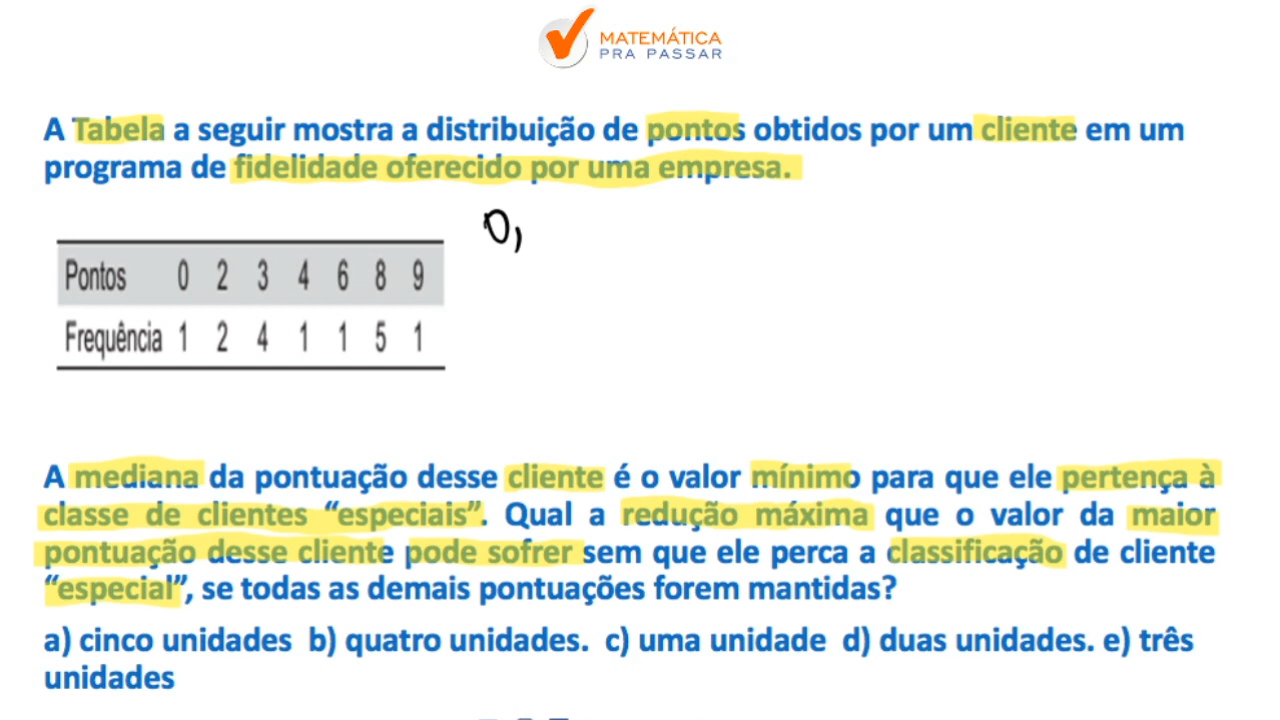 MATEMÁTICA
PRA PASSAR
A Tabela a seguir mostra a distribuição de pontos obtidos por um cliente em um
programa de fidelidade oferecido por uma empresa.
0,
Pontos 0 2 3 4 6 8 9
Frequência 1 2 4 1 1 5 1
A mediana da pontuação desse cliente é o valor mínimo para que ele pertença à
classe de clientes “especiais”. Qual a redução máxima que o valor da maior
pontuação desse cliente pode sofrer sem que ele perca a classificação de cliente
“especial”, se todas as demais pontuações forem mantidas?
a) cinco unidades b) quatro unidades. c) uma unidade d) duas unidades. e) três
unidades